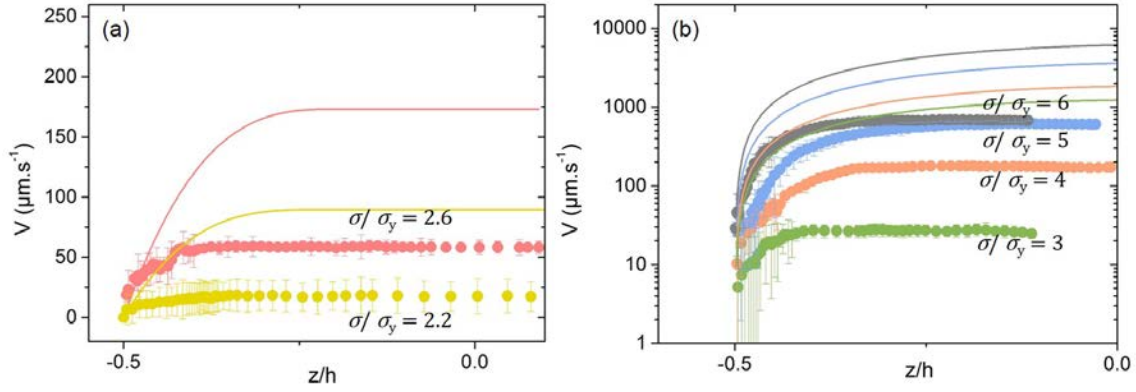 (a)
250
200
150
100
50
0
V (μm.s⁻¹)
σ/ σy = 2.6
σ/ σy = 2.2
-0.5
0.0
z/h
(b)
10000
1000
100
10
1
V (μm.s⁻¹)
σ/ σy = 6
σ/ σy = 5
σ/ σy = 4
σ/ σy = 3
-0.5
0.0
z/h